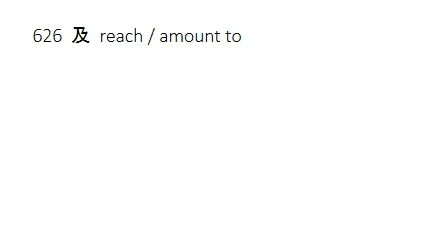 626 及 reach / amount to